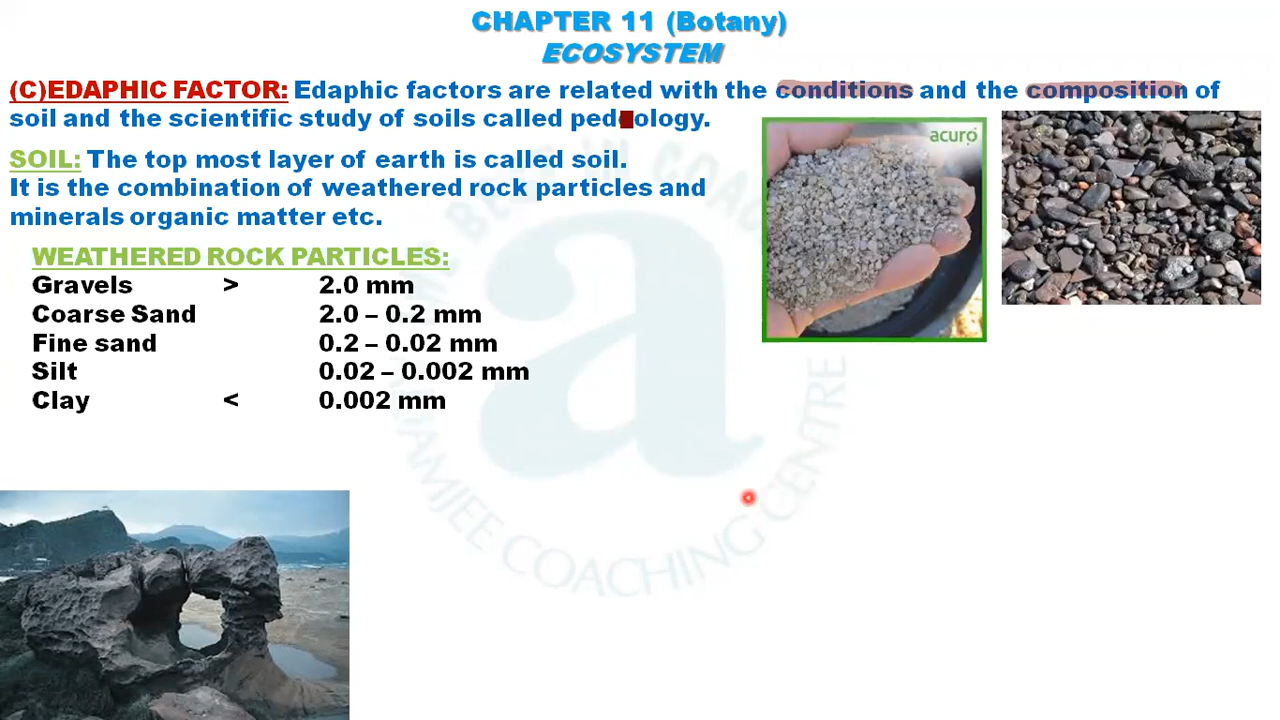 CHAPTER 11 (Botany)
ECOSYSTEM
(C)EDAPHIC FACTOR: Edaphic factors are related with the conditions and the composition of
soil and the scientific study of soils called pedology.
SOIL: The top most layer of earth is called soil.
It is the combination of weathered rock particles and
minerals organic matter etc.
WEATHERED ROCK PARTICLES:
Gravels > 2.0 mm
Coarse Sand 2.0 – 0.2 mm
Fine sand 0.2 – 0.02 mm
Silt 0.02 – 0.002 mm
Clay < 0.002 mm
acuro
a
COACHING CENTRE